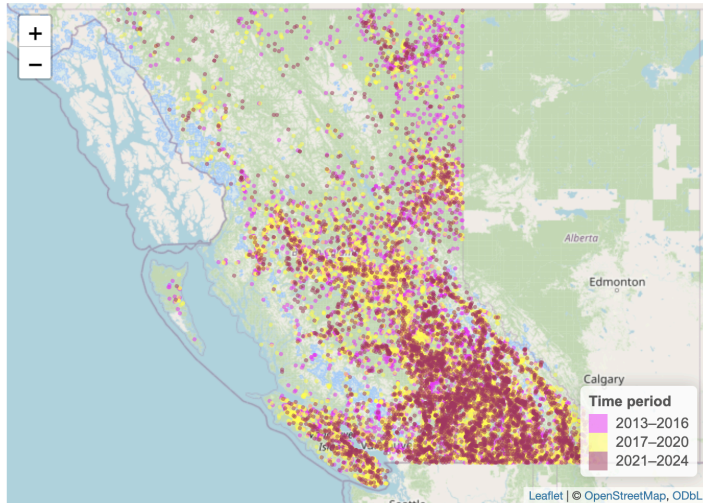 +
−
Alberta
Edmonton
Calgary
Time period
2013–2016
2017–2020
2021–2024
Leaflet | © OpenStreetMap, ODbL